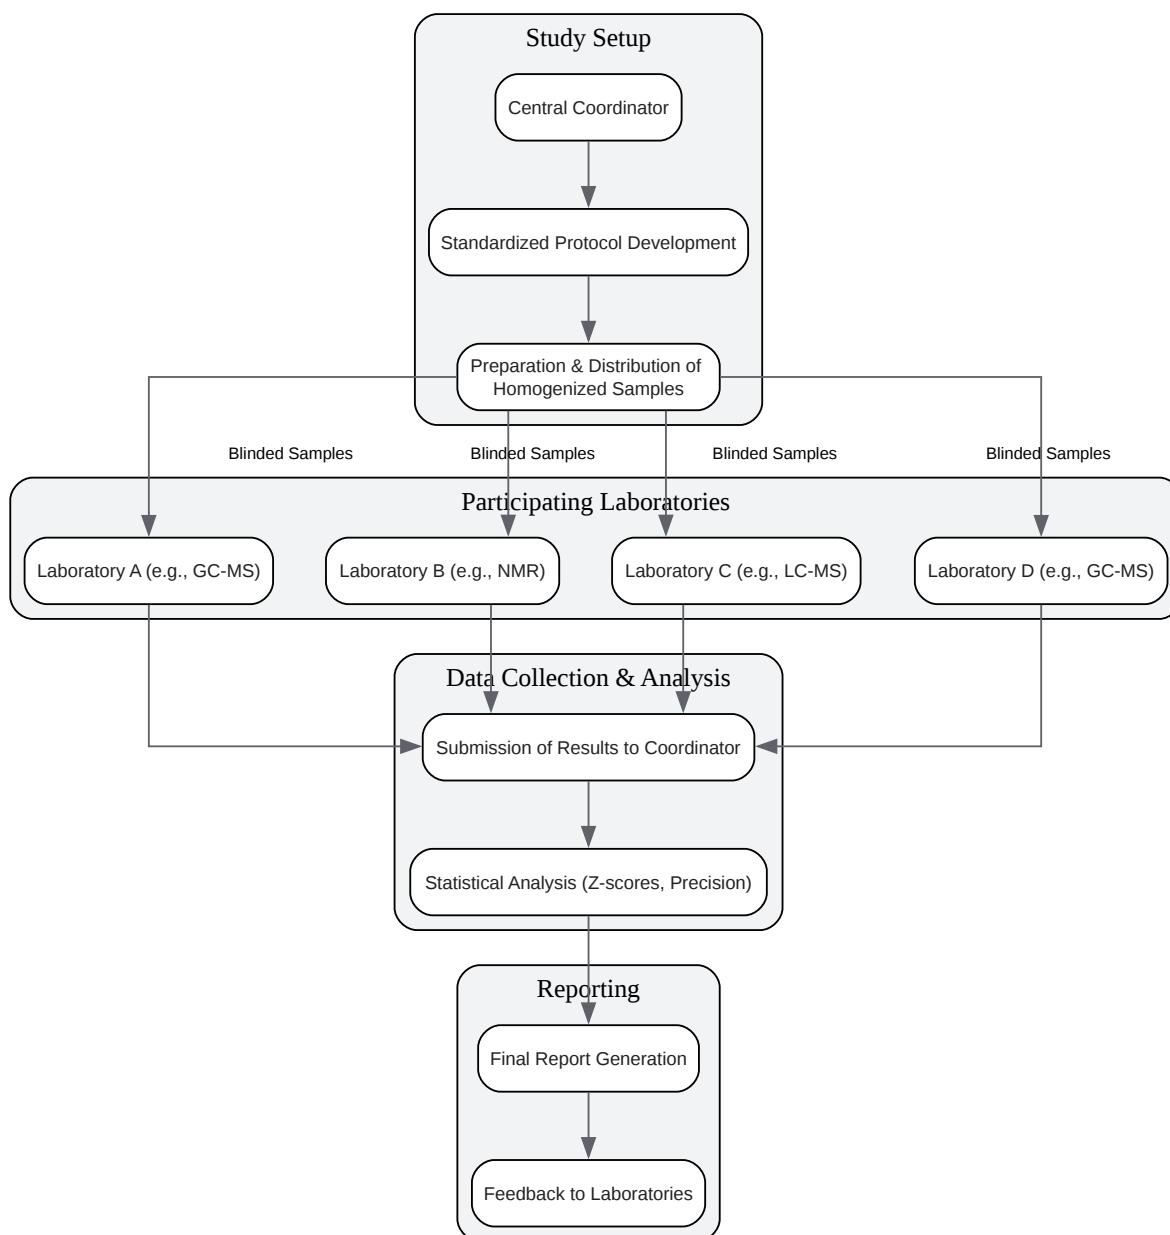 Study Setup
Central Coordinator
Standardized Protocol Development
Preparation & Distribution of
Homogenized Samples
Blinded Samples
Blinded Samples
Blinded Samples
Blinded Samples
Participating Laboratories
Laboratory A (e.g., GC-MS)
Laboratory B (e.g., NMR)
Laboratory C (e.g., LC-MS)
Laboratory D (e.g., GC-MS)
Data Collection & Analysis
Submission of Results to Coordinator
Statistical Analysis (Z-scores, Precision)
Reporting
Final Report Generation
Feedback to Laboratories